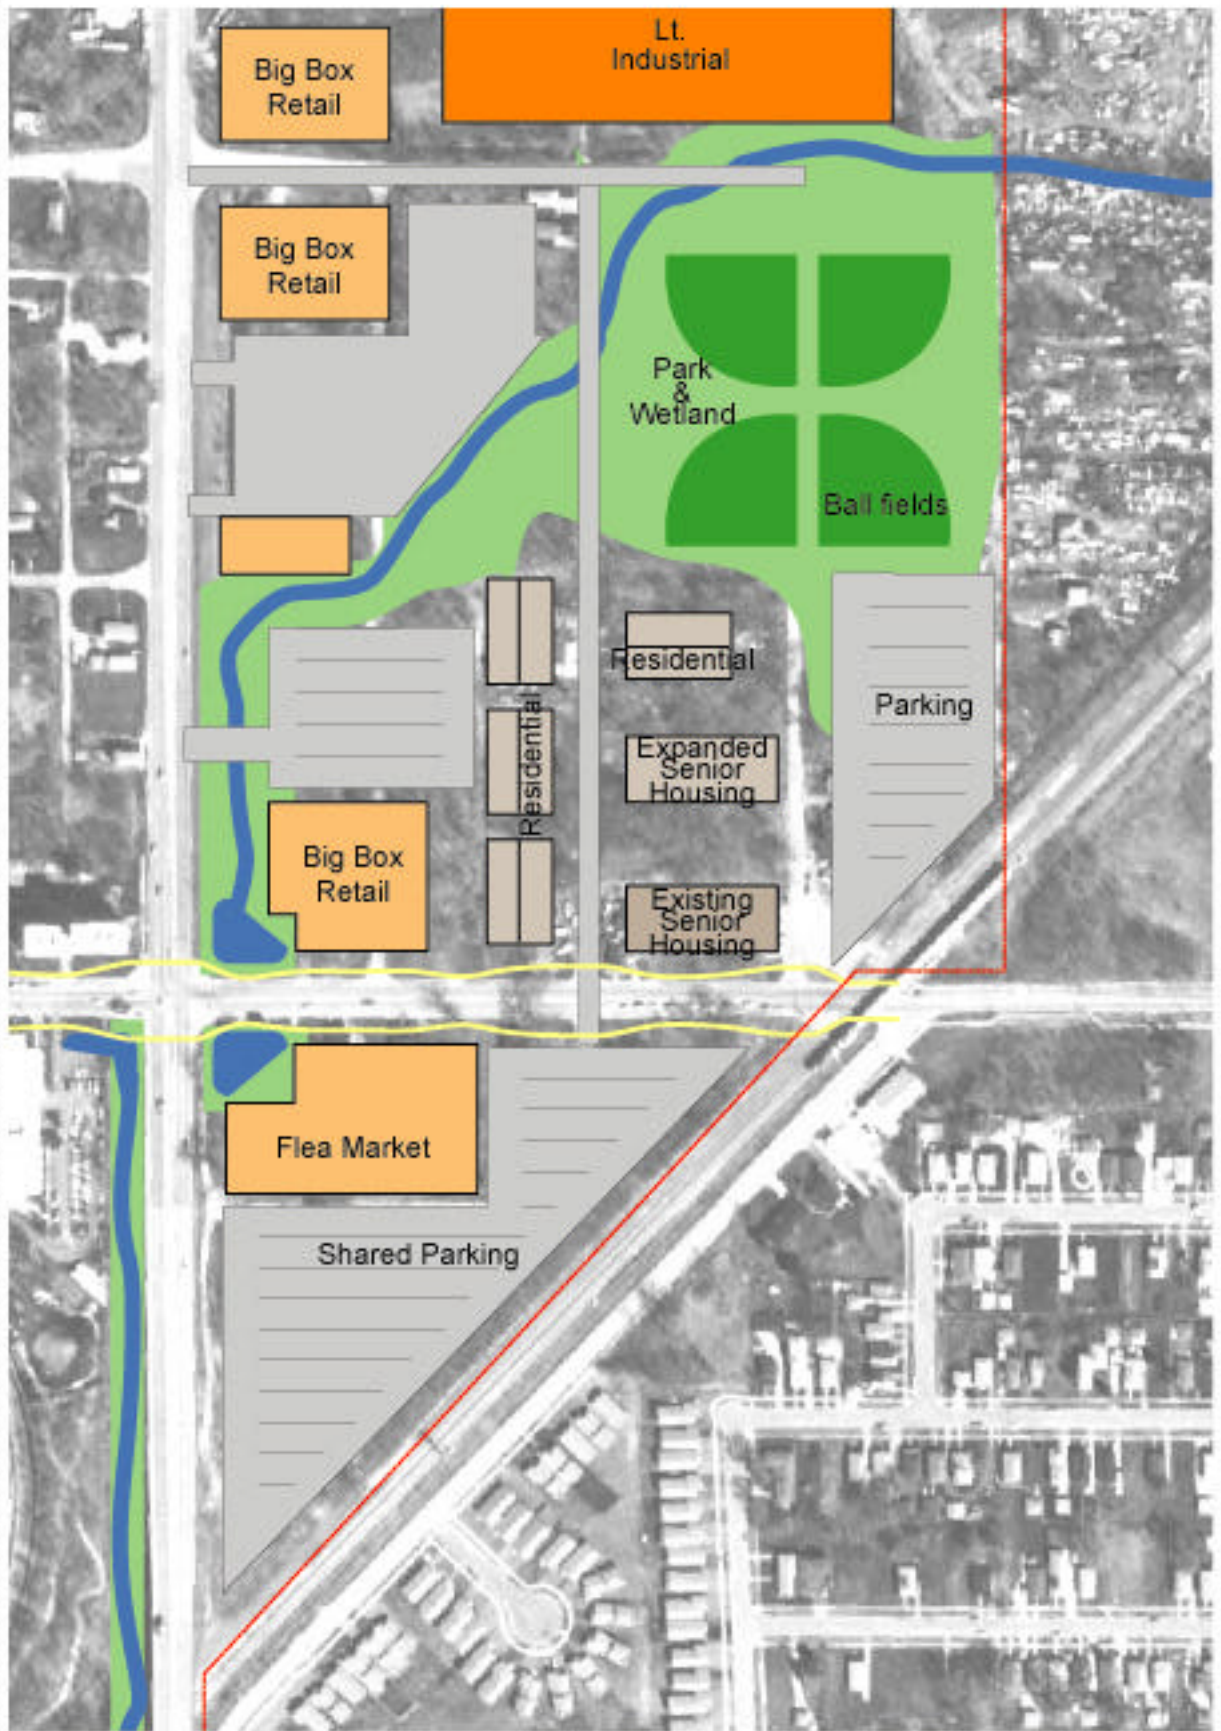 Lt.
Industrial
Big Box
Retail
Big Box
Retail
Park
&
Wetland
Ball fields
Residential
Residential
Parking
Expanded
Senior
Housing
Big Box
Retail
Existing
Senior
Housing
Flea Market
Shared Parking